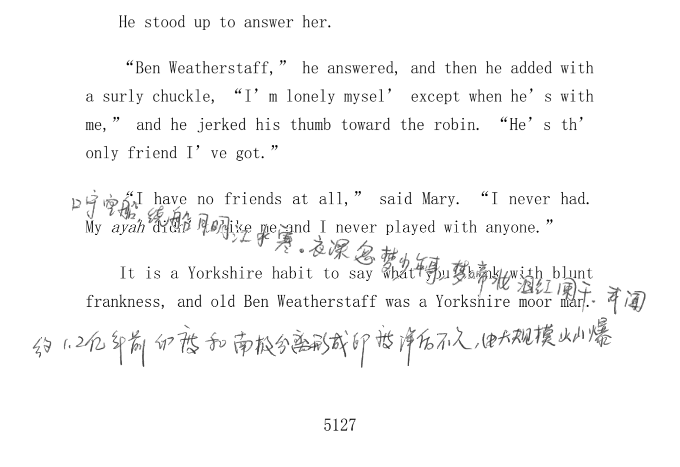 He stood up to answer her.
“Ben Weatherstaff,” he answered, and then he added with
a surly chuckle, “I’m lonely mysel’ except when he’s with
me,” and he jerked his thumb toward the robin. “He’s th’
only friend I’ve got.”
“I have no friends at all,” said Mary. “I never had.
My ayah didn’t like me and I never played with anyone.”
口守空船,绕船月明江水寒。夜深忽梦少年事,梦啼妆泪红阑干.
It is a Yorkshire habit to say what you think with blunt
frankness, and old Ben Weatherstaff was a Yorkshire moor man.
约1.2亿年前印度和南极分离形成印度洋后不久,由大规模火山爆
5127